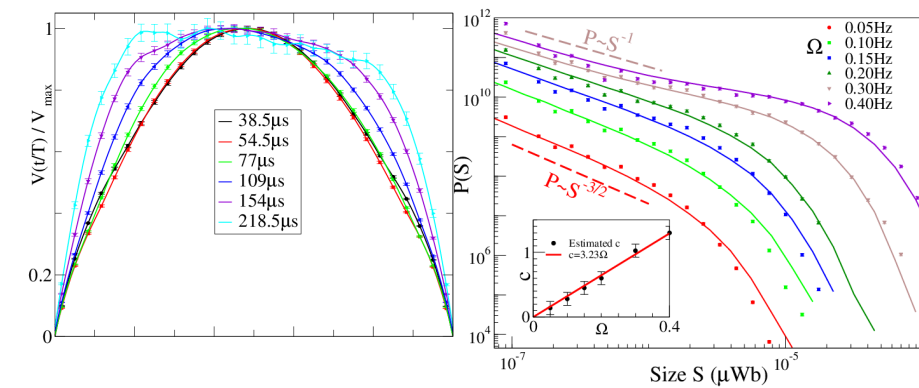 1
0.2
0
V(t/T) / V_max
38.5μs
54.5μs
77μs
109μs
154μs
218.5μs
10^12
10^10
10^8
10^6
10^4
P(S)
P~S^-1
P~S^-3/2
Ω
0.05Hz
0.10Hz
0.15Hz
0.20Hz
0.30Hz
0.40Hz
Estimated c
c=3.23Ω
c
1
0
0
Ω
0.4
10^-7
10^-5
Size S (μWb)